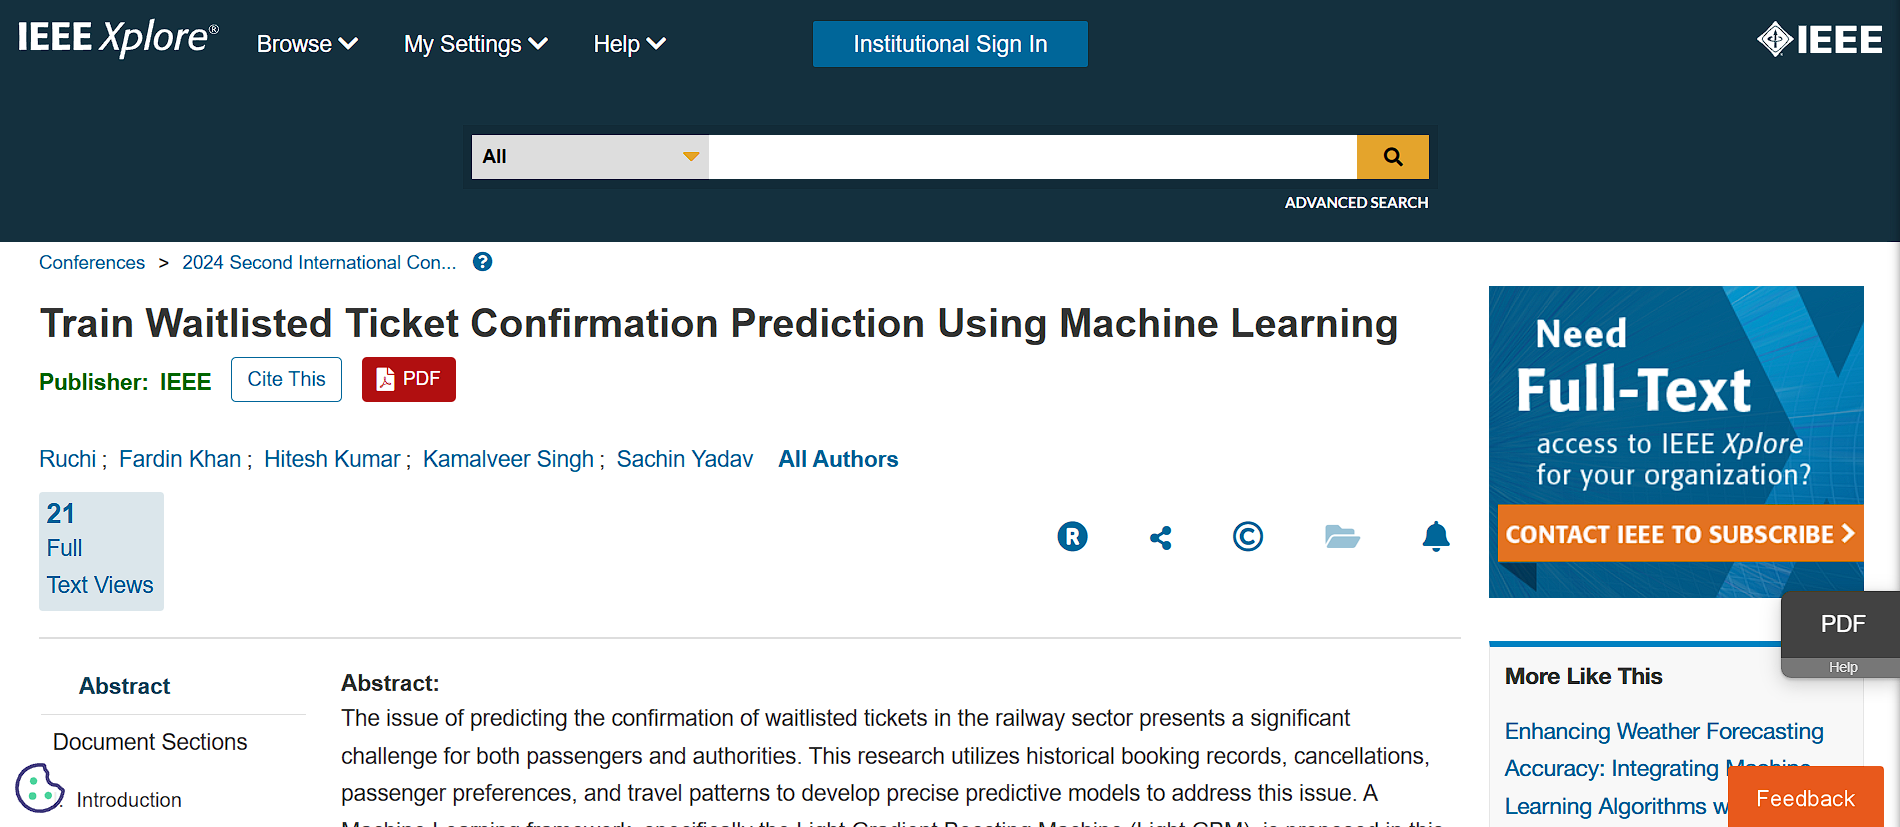 IEEE Xplore®
Browse
My Settings
Help
Institutional Sign In
IEEE
All
ADVANCED SEARCH
Conferences > 2024 Second International Con... ?
Train Waitlisted Ticket Confirmation Prediction Using Machine Learning
Publisher: IEEE
Cite This
PDF
Ruchi ; Fardin Khan ; Hitesh Kumar ; Kamalveer Singh ; Sachin Yadav All Authors
21
Full
Text Views
R
©
Need
Full-Text
access to IEEE Xplore
for your organization?
CONTACT IEEE TO SUBSCRIBE >
PDF
Help
Abstract
Document Sections
Introduction
Abstract:
The issue of predicting the confirmation of waitlisted tickets in the railway sector presents a significant
challenge for both passengers and authorities. This research utilizes historical booking records, cancellations,
passenger preferences, and travel patterns to develop precise predictive models to address this issue. A
More Like This
Enhancing Weather Forecasting
Accuracy: Integrating
Learning Algorithms
Feedback